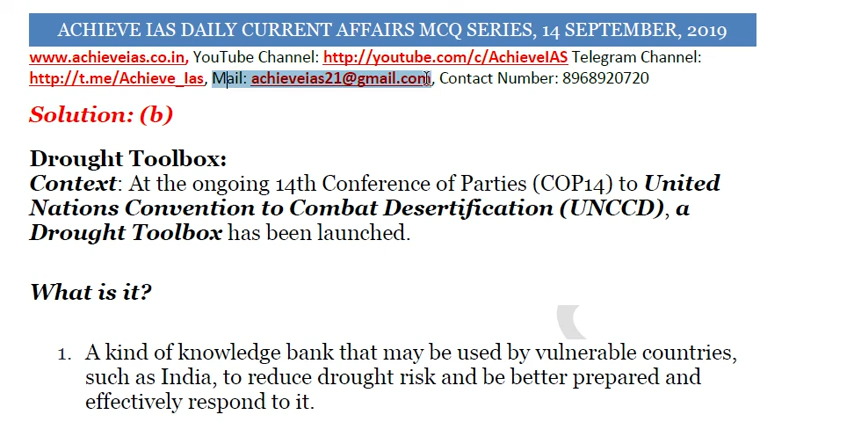 ACHIEVE IAS DAILY CURRENT AFFAIRS MCQ SERIES, 14 SEPTEMBER, 2019
www.achieveias.co.in, YouTube Channel: http://youtube.com/c/AchieveIAS Telegram Channel:
http://t.me/Achieve_Ias, Mail: achieveias21@gmail.com, Contact Number: 8968920720
Solution: (b)
Drought Toolbox:
Context: At the ongoing 14th Conference of Parties (COP14) to United
Nations Convention to Combat Desertification (UNCCD), a
Drought Toolbox has been launched.
What is it?
1. A kind of knowledge bank that may be used by vulnerable countries,
such as India, to reduce drought risk and be better prepared and
effectively respond to it.